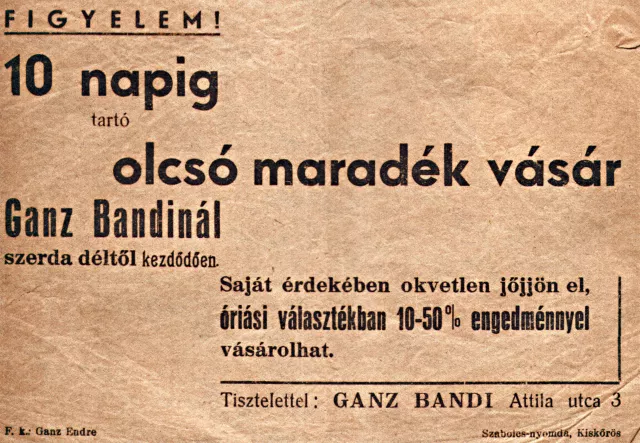 FIGYELEM!
10 napig
tartó
olcsó maradék vásár
Ganz Bandinál
szerda déltől kezdődően.
Saját érdekében okvetlen jőjjön el,
óriási választékban 10-50% engedménnyel
vásárolhat.
Tisztelettel: GANZ BANDI Attila utca 3
F. k.: Ganz Endre
Szabolcs-nyomda, Kiskőrös